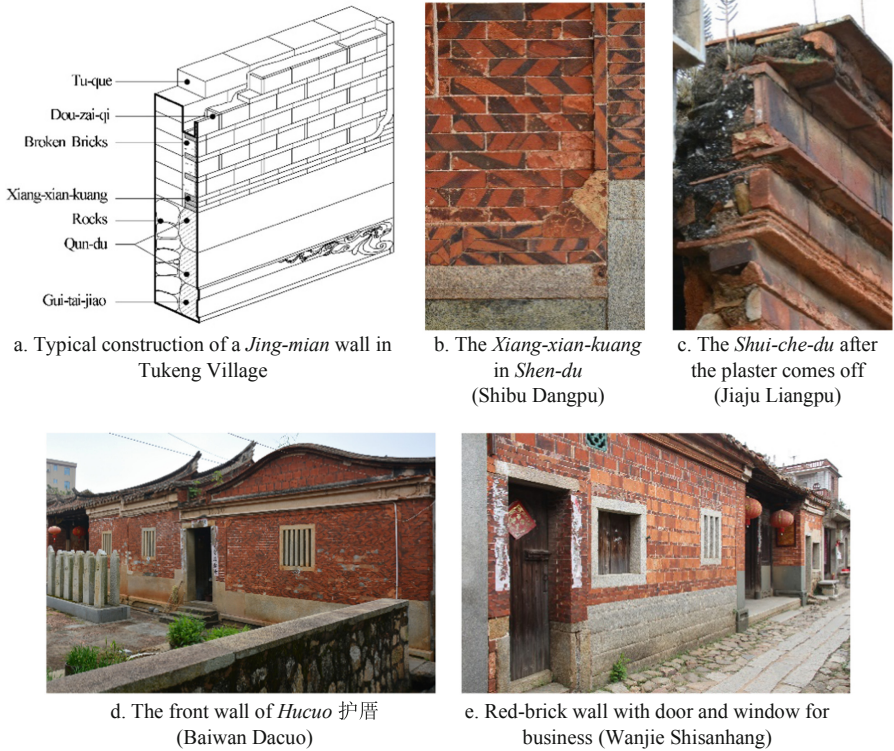 Tu-que
Dou-zai-qi
Broken Bricks
Xiang-xian-kuang
Rocks
Qun-du
Gui-tai-jiao
a. Typical construction of a Jing-mian wall in
Tukeng Village
b. The Xiang-xian-kuang
in Shen-du
(Shibu Dangpu)
c. The Shui-che-du after
the plaster comes off
(Jiaju Liangpu)
d. The front wall of Hucuo 护厝
(Baiwan Dacuo)
e. Red-brick wall with door and window for
business (Wanjie Shisanhang)